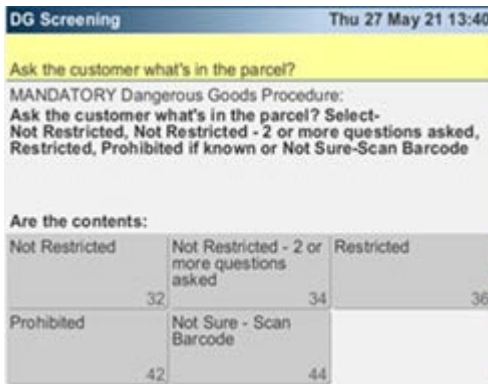 DG Screening Thu 27 May 21 13:40
Ask the customer what's in the parcel?
MANDATORY Dangerous Goods Procedure:
Ask the customer what's in the parcel? Select-
Not Restricted, Not Restricted - 2 or more questions asked,
Restricted, Prohibited if known or Not Sure-Scan Barcode
Are the contents:
Not Restricted
32
Not Restricted - 2 or
more questions
asked
34
Restricted
36
Prohibited
42
Not Sure - Scan
Barcode
44